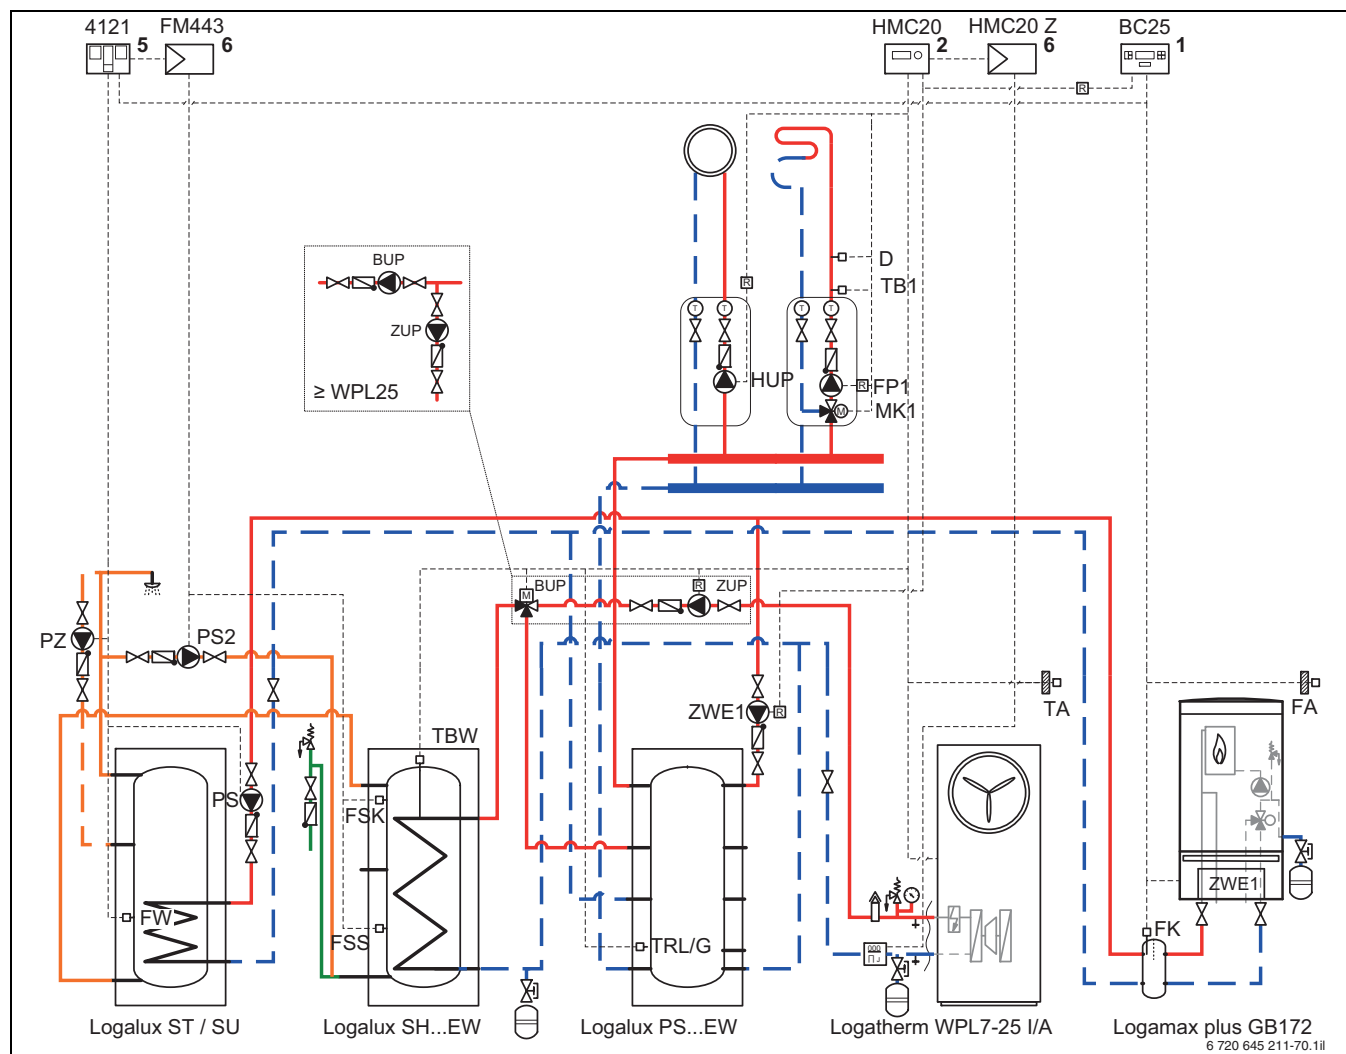 4121 5
FM443 6
HMC20 2
HMC20 Z 6
BC25 1
R
D
TB1
T T T T
R
HUP
R FP1
M MK1
BUP
ZUP
≥ WPL25
BUP
M
R
ZUP
PZ
PS2
ZWE1 R
TA
FA
TBW
PS
FSK
FW
FSS
TRL/G
000
ZWE1
FK
Logalux ST / SU
Logalux SH...EW
Logalux PS...EW
Logatherm WPL7-25 I/A
Logamax plus GB172
6 720 645 211-70.1il